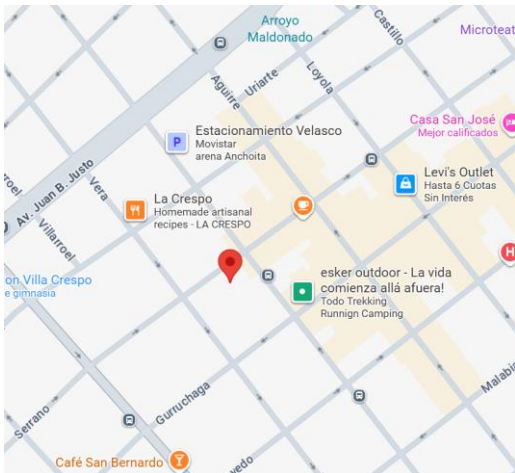 Arroyo
Maldonado
Castillo
Microteat
Uriarte
Loyola
Aguirre
Casa San José
Mejor calificados
Estacionamiento Velasco
Movistar
arena Anchoita
P
Levi's Outlet
Hasta 6 Cuotas
Sin Interés
Av. Juan B. Justo
Vera
La Crespo
Homemade artisanal
recipes - LA CRESPO
Villarroel
rroel
H
on Villa Crespo
e gimnasia
esker outdoor - La vida
comienza allá afuera!
Todo Trekking
Runnign Camping
Malabia
Serrano
Gurruchaga
Café San Bernardo
vedo